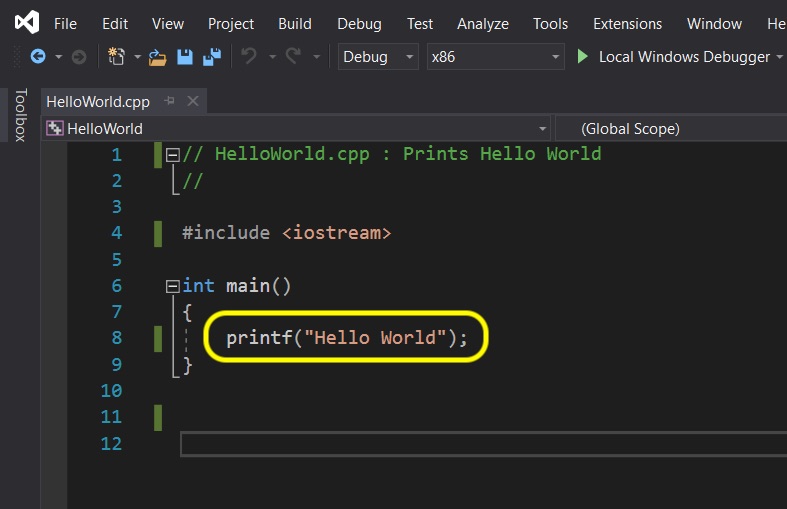 File Edit View Project Build Debug Test Analyze Tools Extensions Window He
Debug x86 Local Windows Debugger
Toolbox
HelloWorld.cpp
HelloWorld (Global Scope)
1 // HelloWorld.cpp : Prints Hello World
2 //
3
4 #include <iostream>
5
6 int main()
7 {
8 printf("Hello World");
9 }
10
11
12